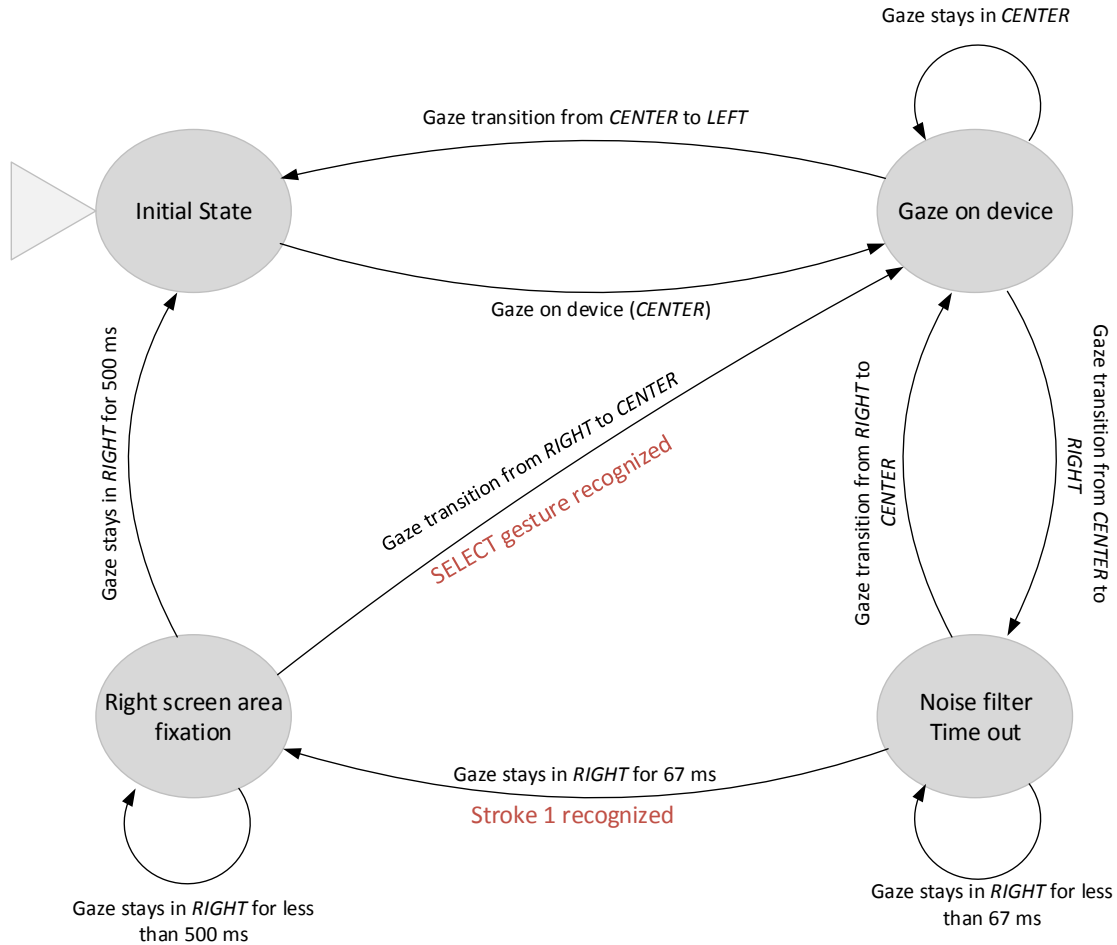 Gaze stays in CENTER
Gaze transition from CENTER to LEFT
Initial State
Gaze on device
Gaze on device (CENTER)
Gaze stays in RIGHT for 500 ms
Gaze transition from RIGHT to CENTER
SELECT gesture recognized
Gaze transition from RIGHT to
CENTER
Gaze transition from CENTER to
RIGHT
Right screen area
fixation
Noise filter
Time out
Gaze stays in RIGHT for 67 ms
Stroke 1 recognized
Gaze stays in RIGHT for less
than 500 ms
Gaze stays in RIGHT for less
than 67 ms